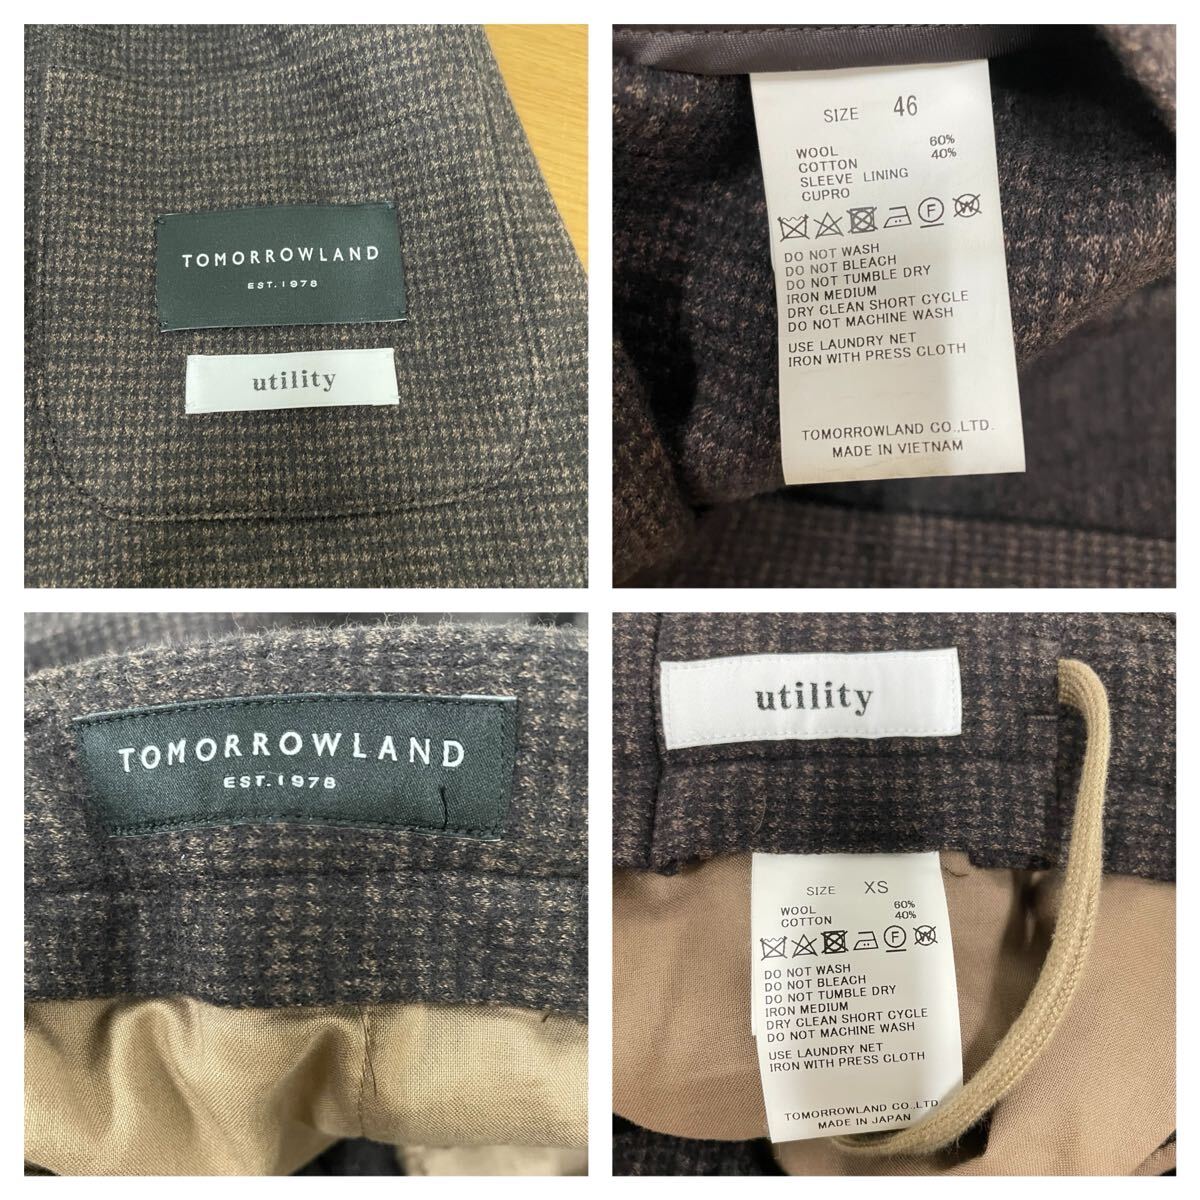 TOMORROWLAND
EST. 1978
utility
SIZE 46
WOOL 60%
COTTON 40%
SLEEVE LINING
CUPRO
F W
DO NOT WASH
DO NOT BLEACH
DO NOT TUMBLE DRY
IRON MEDIUM
DRY CLEAN SHORT CYCLE
DO NOT MACHINE WASH
USE LAUNDRY NET
IRON WITH PRESS CLOTH
TOMORROWLAND CO.,LTD.
MADE IN VIETNAM
TOMORROWLAND
EST. 1978
utility
SIZE XS
WOOL 60%
COTTON 40%
F W
DO NOT WASH
DO NOT BLEACH
DO NOT TUMBLE DRY
IRON MEDIUM
DRY CLEAN SHORT CYCLE
DO NOT MACHINE WASH
USE LAUNDRY NET
IRON WITH PRESS CLOTH
TOMORROWLAND CO.,LTD
MADE IN JAPAN